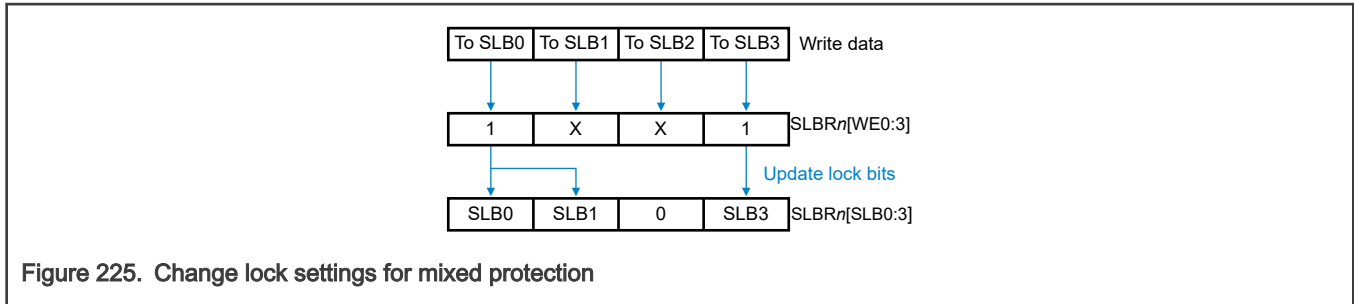 To SLB0 To SLB1 To SLB2 To SLB3 Write data
1 X X 1 SLBRn[WE0:3]
Update lock bits
SLB0 SLB1 0 SLB3 SLBRn[SLB0:3]
Figure 225. Change lock settings for mixed protection